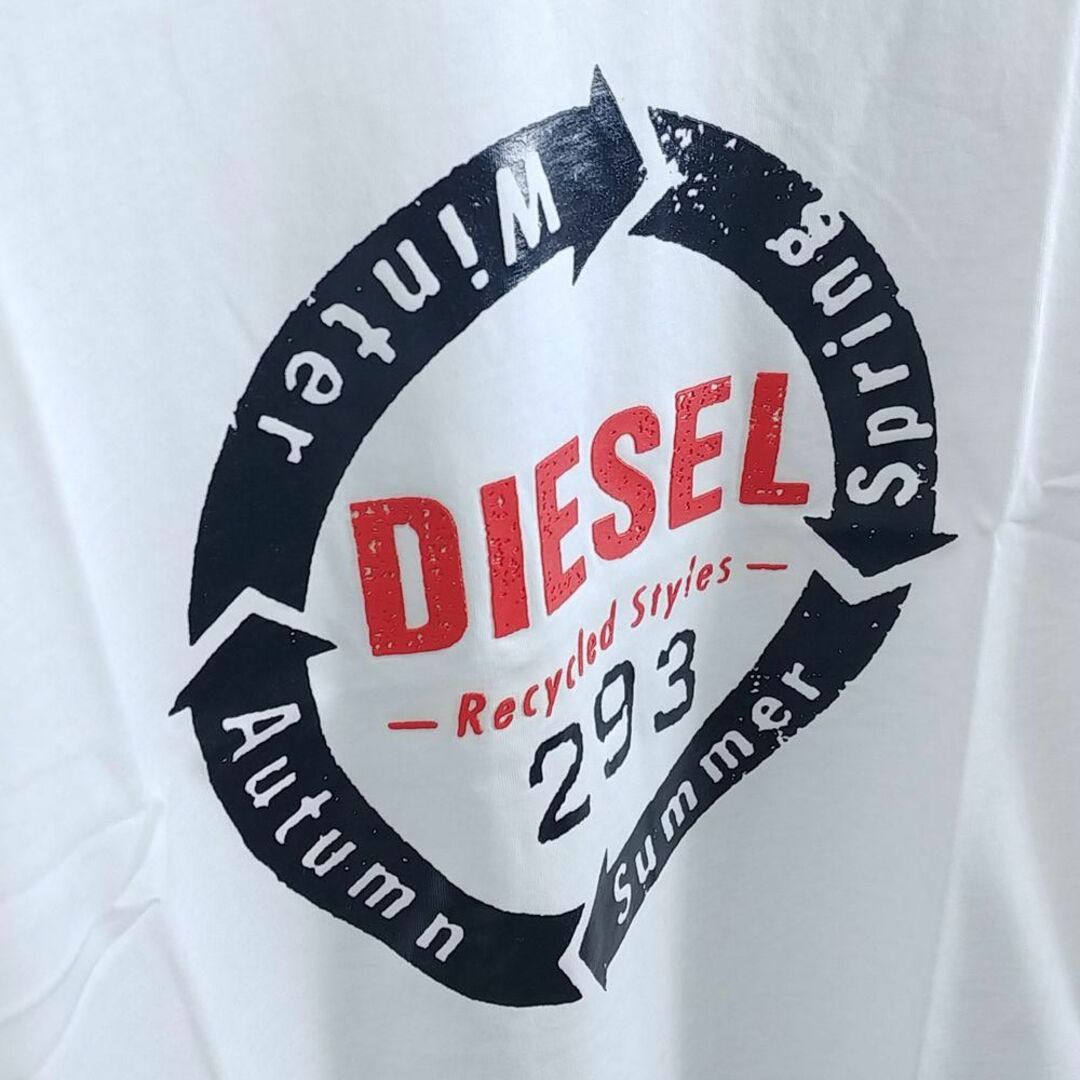 Winter
Spring
DIESEL
— Recycled Styles —
293
Summer
Autumn